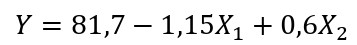 Y = 81,7 − 1,15X₁ + 0,6X₂